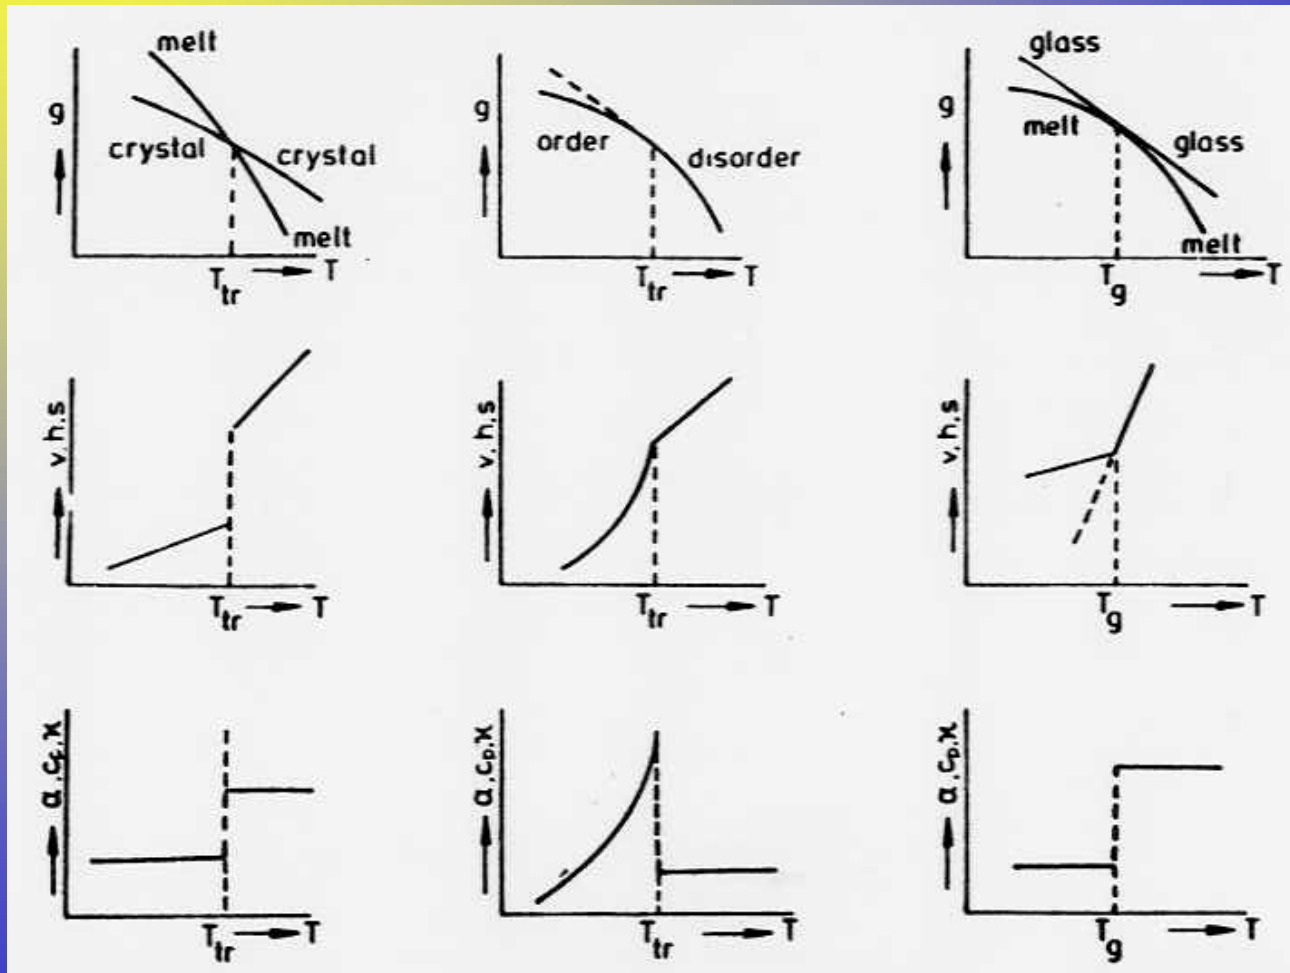 melt
g
crystal
crystal
melt
T_tr → T
g
order
disorder
T_tr → T
glass
g
melt
glass
melt
T_g → T
v, h, s
T_tr → T
v, h, s
T_tr → T
v, h, s
T_g → T
α, c_p, ϰ
T_tr → T
α, c_p, ϰ
T_tr → T
α, c_p, ϰ
T_g → T